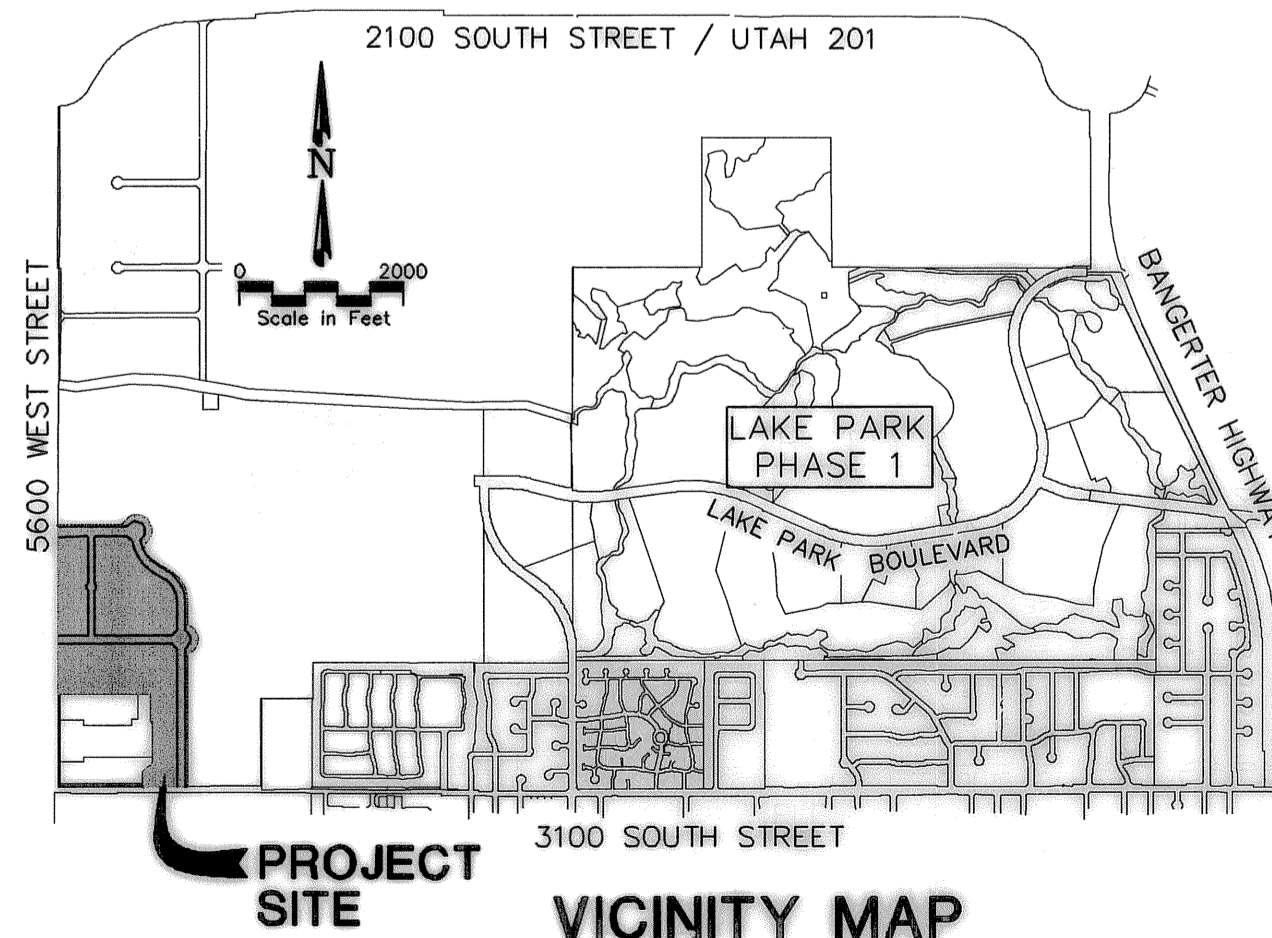 2100 SOUTH STREET / UTAH 201
N
0 2000
Scale in Feet
5600 WEST STREET
BANGERTER HIGHWAY
LAKE PARK
PHASE 1
LAKE PARK BOULEVARD
3100 SOUTH STREET
PROJECT
SITE
VICINITY MAP